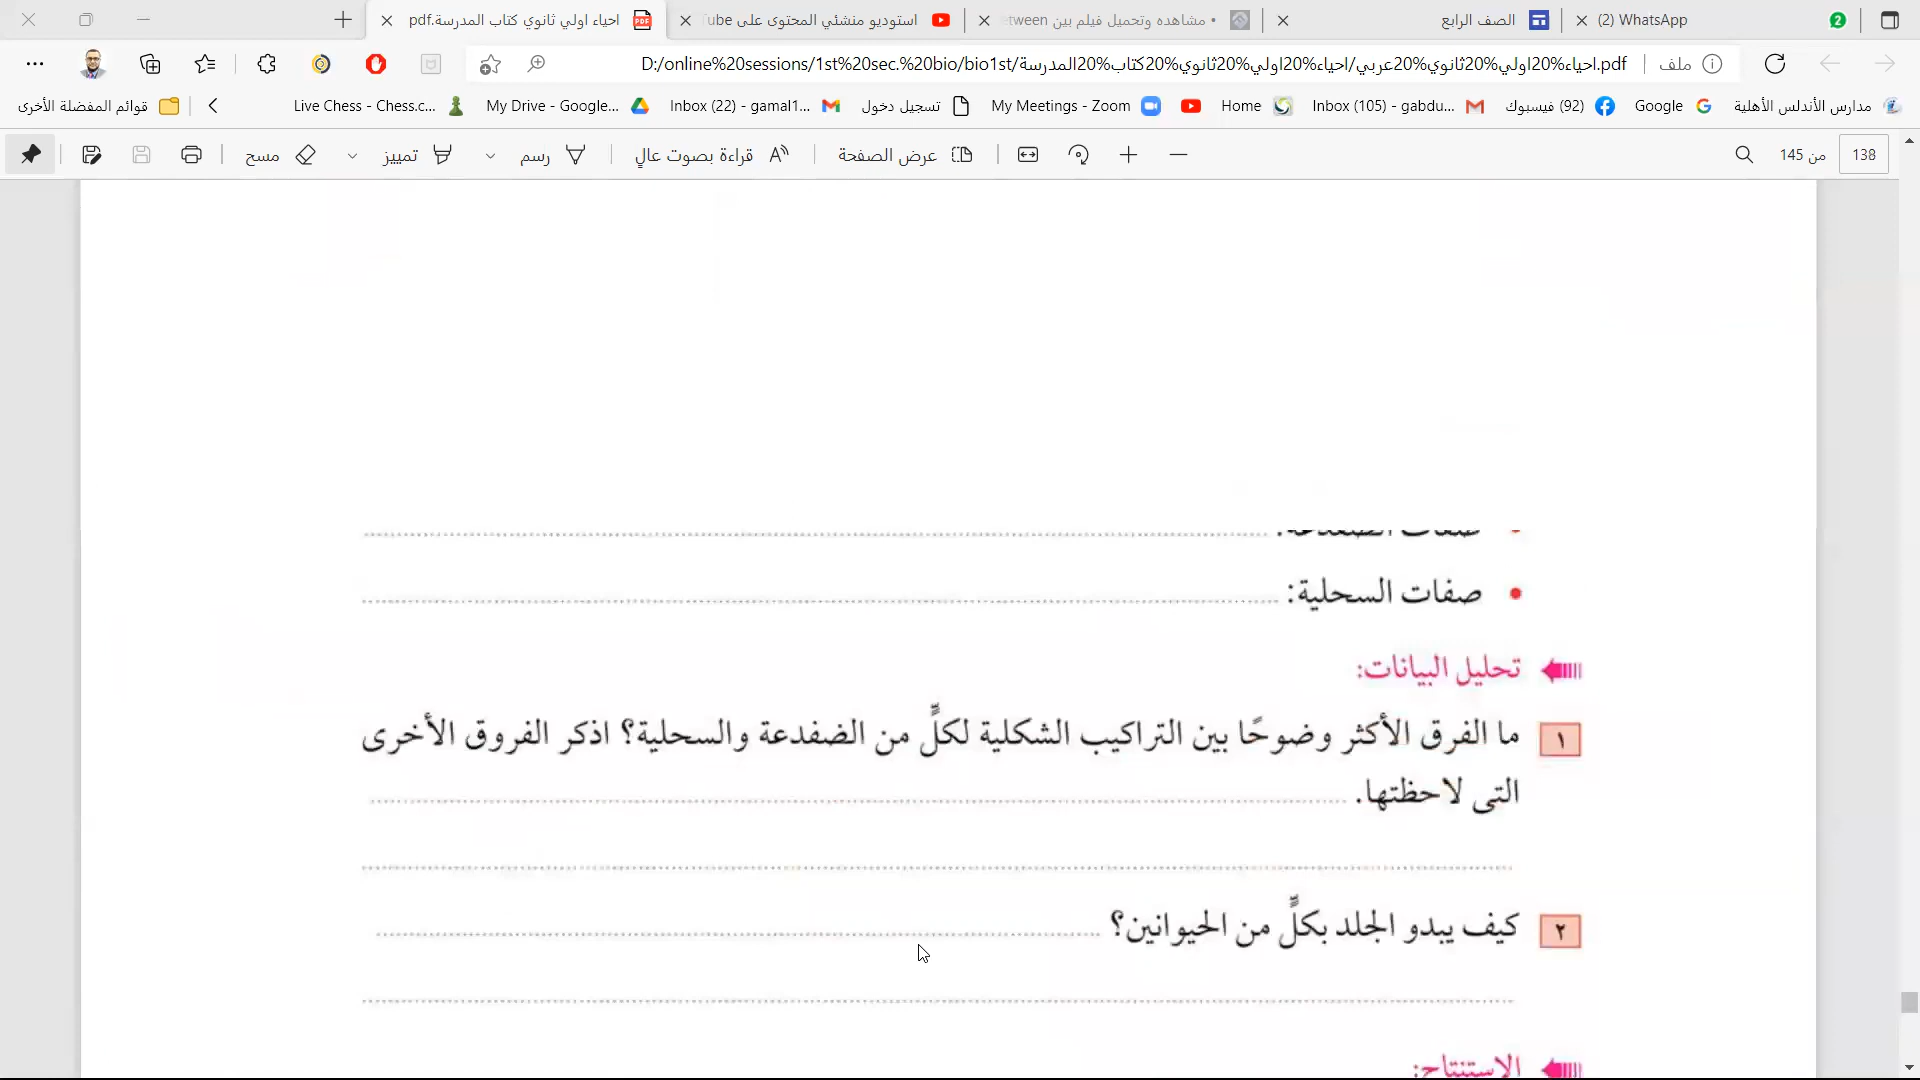 احياء اولي ثانوي كتاب المدرسة.pdf
استوديو منشئي المحتوى على
مشاهده وتحميل فيلم بين
الصف الرابع
(2) WhatsApp
2
D:/online%20sessions/1st%20sec.%20bio/bio1st/احياء%20اولي%20ثانوي%20عربي/احياء%20اولي%20ثانوي%20كتاب%20المدرسة.pdf
ملف
مدارس الأندلس الأهلية
Google
(92) فيسبوك
Inbox (105) - gabdu...
Home
My Meetings - Zoom
تسجيل دخول
Inbox (22) - gamal1...
My Drive - Google...
Live Chess - Chess.c...
قوائم المفضلة الأخرى
138 من 145
عرض الصفحة
قراءة بصوت عالٍ
رسم
تمييز
مسح
• صفات السحلية:
تحليل البيانات:
١ ما الفرق الأكثر وضوحًا بين التراكيب الشكلية لكلٍّ من الضفدعة والسحلية؟ اذكر الفروق الأخرى
التى لاحظتها.
٢ كيف يبدو الجلد بكلٍّ من الحيوانين؟
الاستنتاج: